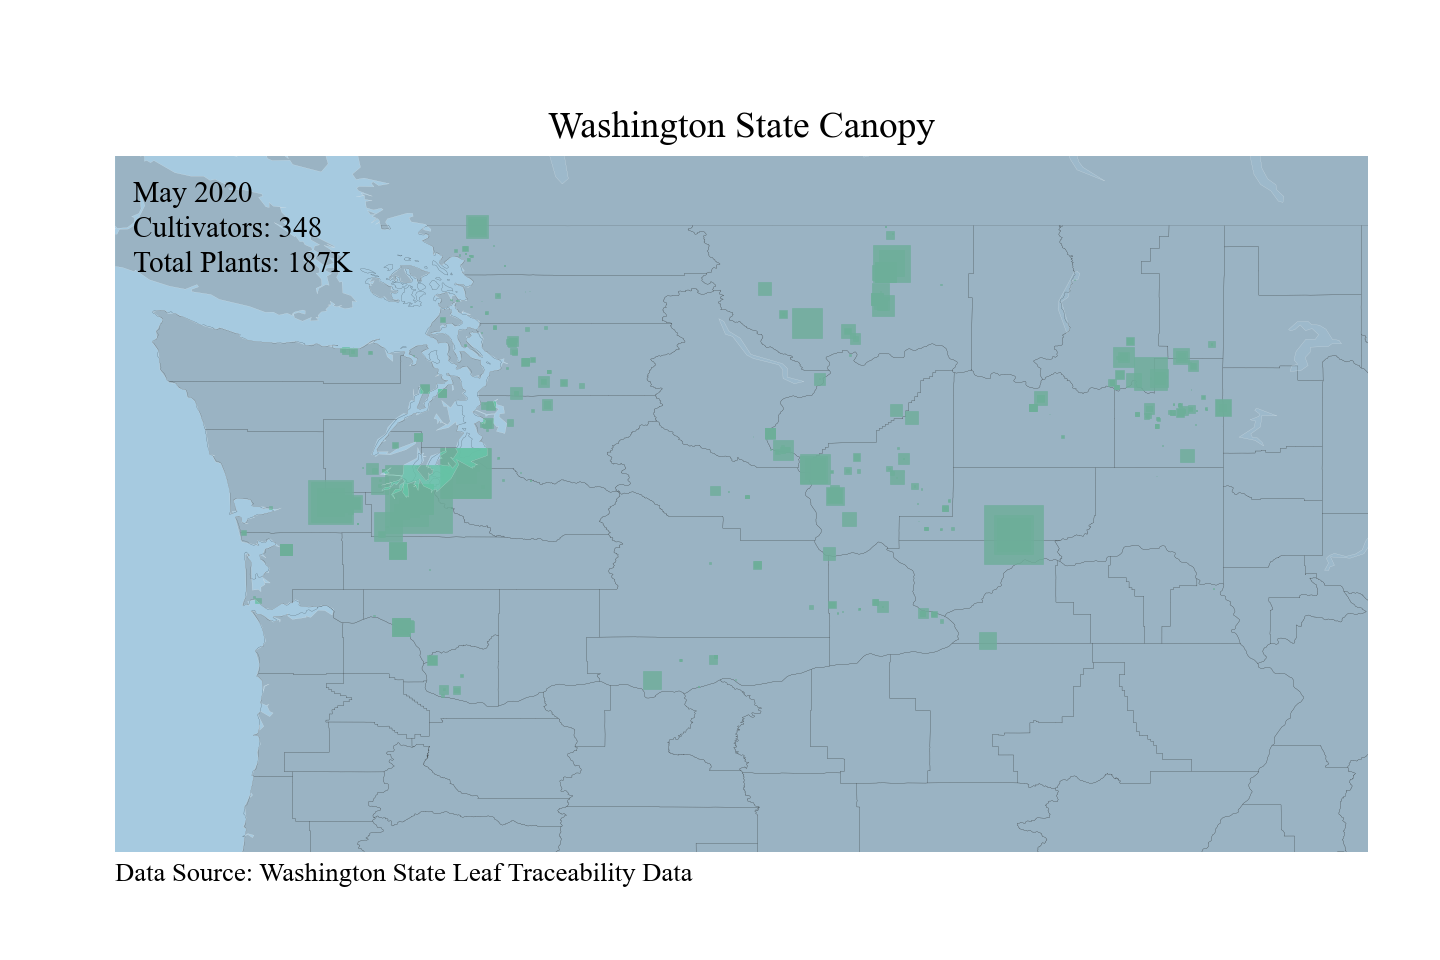 Washington State Canopy
May 2020
Cultivators: 348
Total Plants: 187K
Data Source: Washington State Leaf Traceability Data